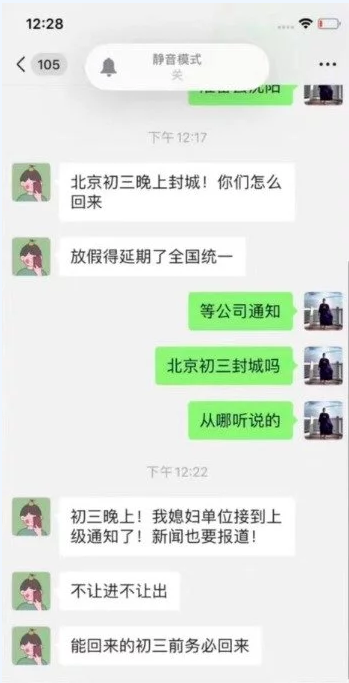 12:28
静音模式
关
105
下午12:17
北京初三晚上封城！你们怎么
回来
放假得延期了全国统一
等公司通知
北京初三封城吗
从哪听说的
下午12:22
初三晚上！我媳妇单位接到上
级通知了！新闻也要报道！
不让进不让出
能回来的初三前务必回来